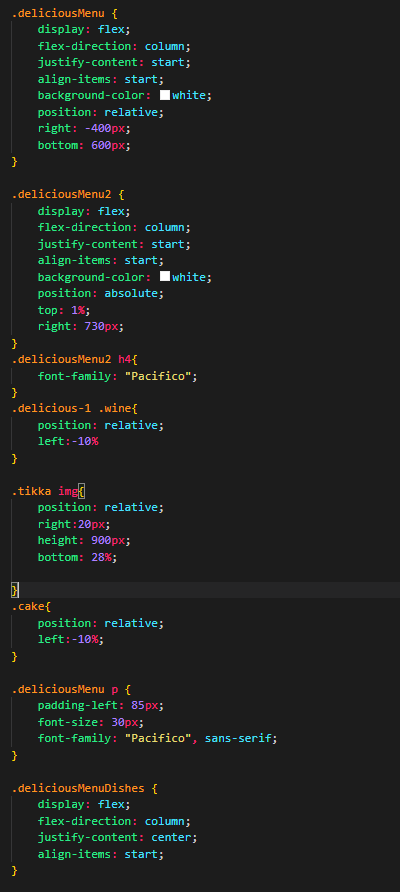 .deliciousMenu {
    display: flex;
    flex-direction: column;
    justify-content: start;
    align-items: start;
    background-color: white;
    position: relative;
    right: -400px;
    bottom: 600px;
}

.deliciousMenu2 {
    display: flex;
    flex-direction: column;
    justify-content: start;
    align-items: start;
    background-color: white;
    position: absolute;
    top: 1%;
    right: 730px;
}
.deliciousMenu2 h4{
    font-family: "Pacifico";
}
.delicious-1 .wine{
    position: relative;
    left:-10%
}

.tikka img{
    position: relative;
    right:20px;
    height: 900px;
    bottom: 28%;

}
.cake{
    position: relative;
    left:-10%;
}

.deliciousMenu p {
    padding-left: 85px;
    font-size: 30px;
    font-family: "Pacifico", sans-serif;
}

.deliciousMenuDishes {
    display: flex;
    flex-direction: column;
    justify-content: center;
    align-items: start;
}